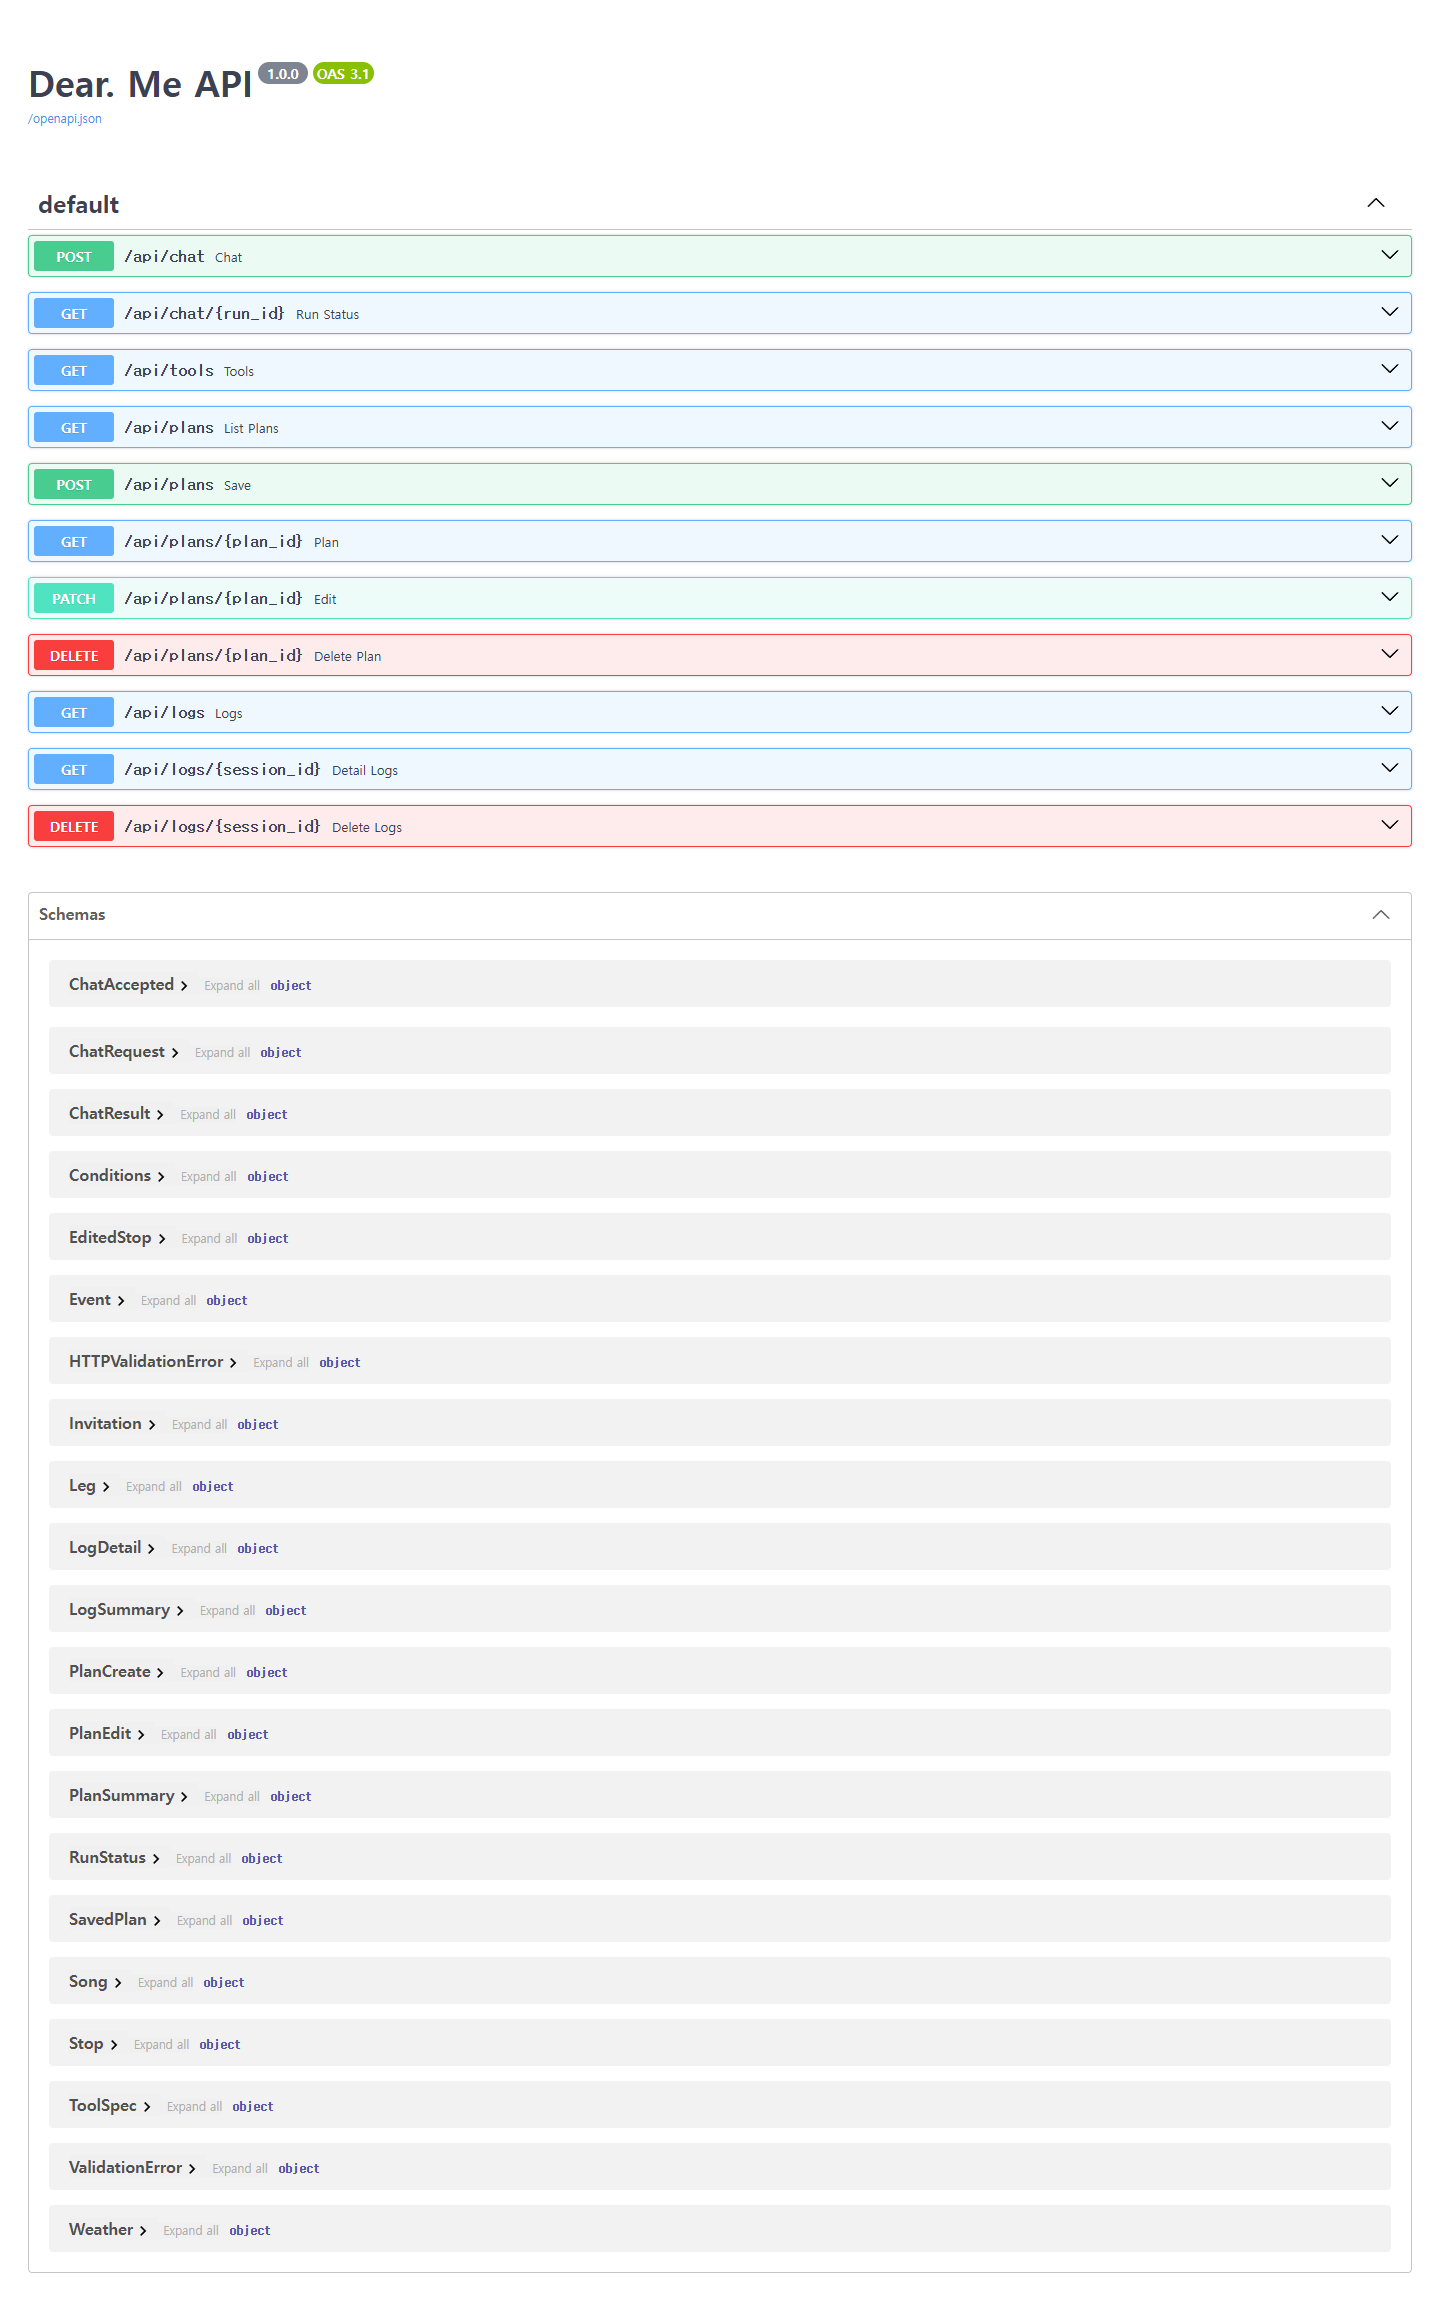 Dear. Me API 1.0.0 OAS 3.1
/openapi.json
default
POST /api/chat Chat
GET /api/chat/{run_id} Run Status
GET /api/tools Tools
GET /api/plans List Plans
POST /api/plans Save
GET /api/plans/{plan_id} Plan
PATCH /api/plans/{plan_id} Edit
DELETE /api/plans/{plan_id} Delete Plan
GET /api/logs Logs
GET /api/logs/{session_id} Detail Logs
DELETE /api/logs/{session_id} Delete Logs
Schemas
ChatAccepted Expand all object
ChatRequest Expand all object
ChatResult Expand all object
Conditions Expand all object
EditedStop Expand all object
Event Expand all object
HTTPValidationError Expand all object
Invitation Expand all object
Leg Expand all object
LogDetail Expand all object
LogSummary Expand all object
PlanCreate Expand all object
PlanEdit Expand all object
PlanSummary Expand all object
RunStatus Expand all object
SavedPlan Expand all object
Song Expand all object
Stop Expand all object
ToolSpec Expand all object
ValidationError Expand all object
Weather Expand all object